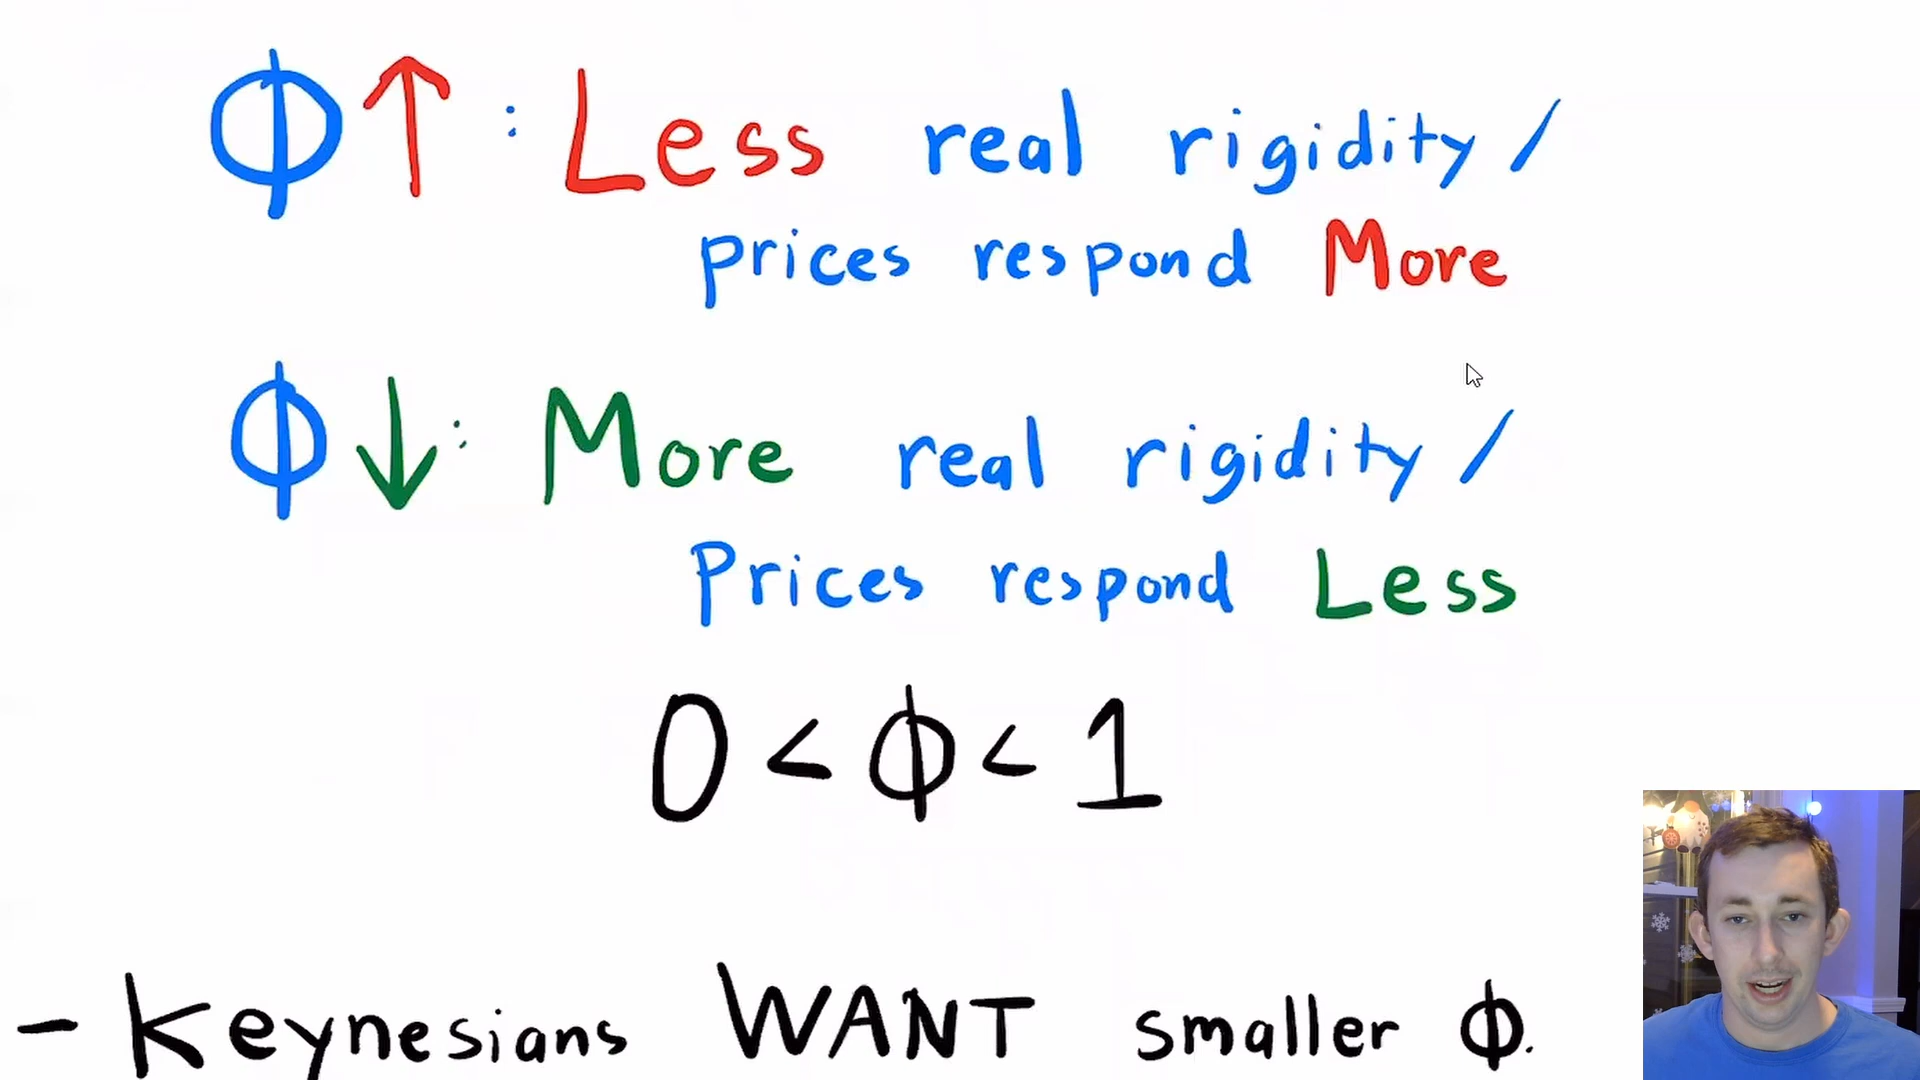 Φ↑: Less real rigidity/
prices respond More
Φ↓: More real rigidity/
Prices respond Less
0 < Φ < 1
- Keynesians WANT smaller Φ.